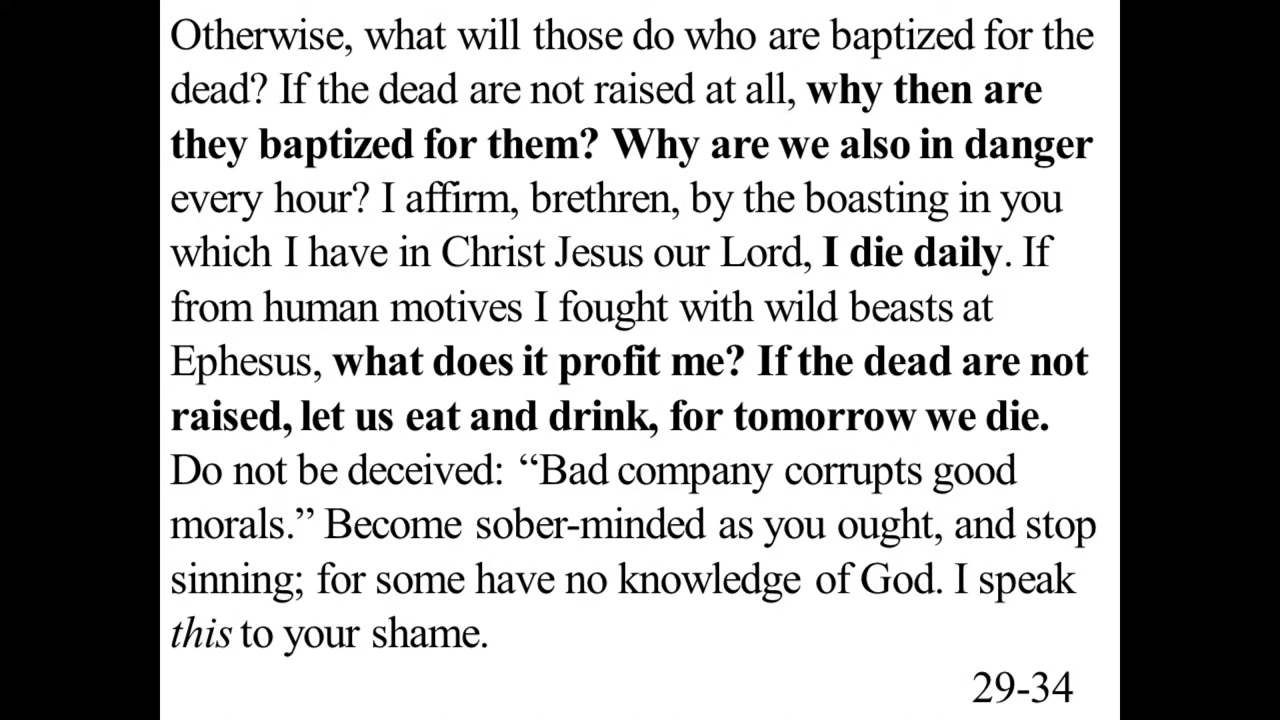 Otherwise, what will those do who are baptized for the
dead? If the dead are not raised at all, why then are
they baptized for them? Why are we also in danger
every hour? I affirm, brethren, by the boasting in you
which I have in Christ Jesus our Lord, I die daily. If
from human motives I fought with wild beasts at
Ephesus, what does it profit me? If the dead are not
raised, let us eat and drink, for tomorrow we die.
Do not be deceived: “Bad company corrupts good
morals.” Become sober-minded as you ought, and stop
sinning; for some have no knowledge of God. I speak
this to your shame.
29-34